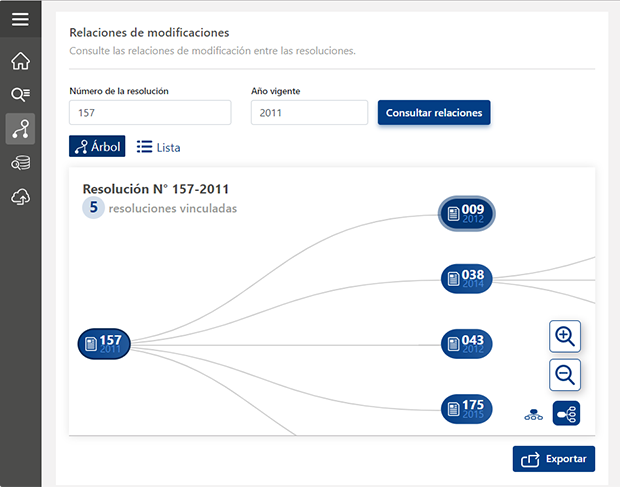 Relaciones de modificaciones
Consulte las relaciones de modificación entre las resoluciones.
Número de la resolución
Año vigente
157
2011
Consultar relaciones
Árbol
Lista
Resolución N° 157-2011
5 resoluciones vinculadas
009
2012
038
2014
157
2011
043
2012
175
2015
Exportar